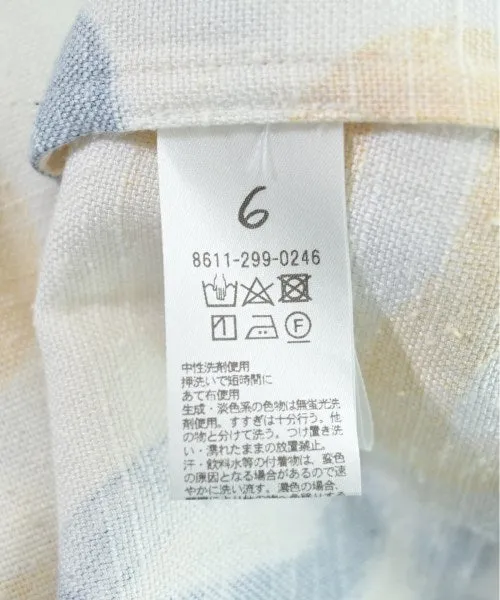 6
8611-299-0246
F
中性洗剤使用
押洗いで短時間に
あて布使用
生成・淡色系の色物は無蛍光洗
剤使用。すすぎは十分行う。他
の物と分けて洗う。つけ置き洗
い・濡れたままの放置禁止。
汗・飲料水等の付着物は、変色
の原因となる場合があるので速
やかに洗い流す。濃色の場合、